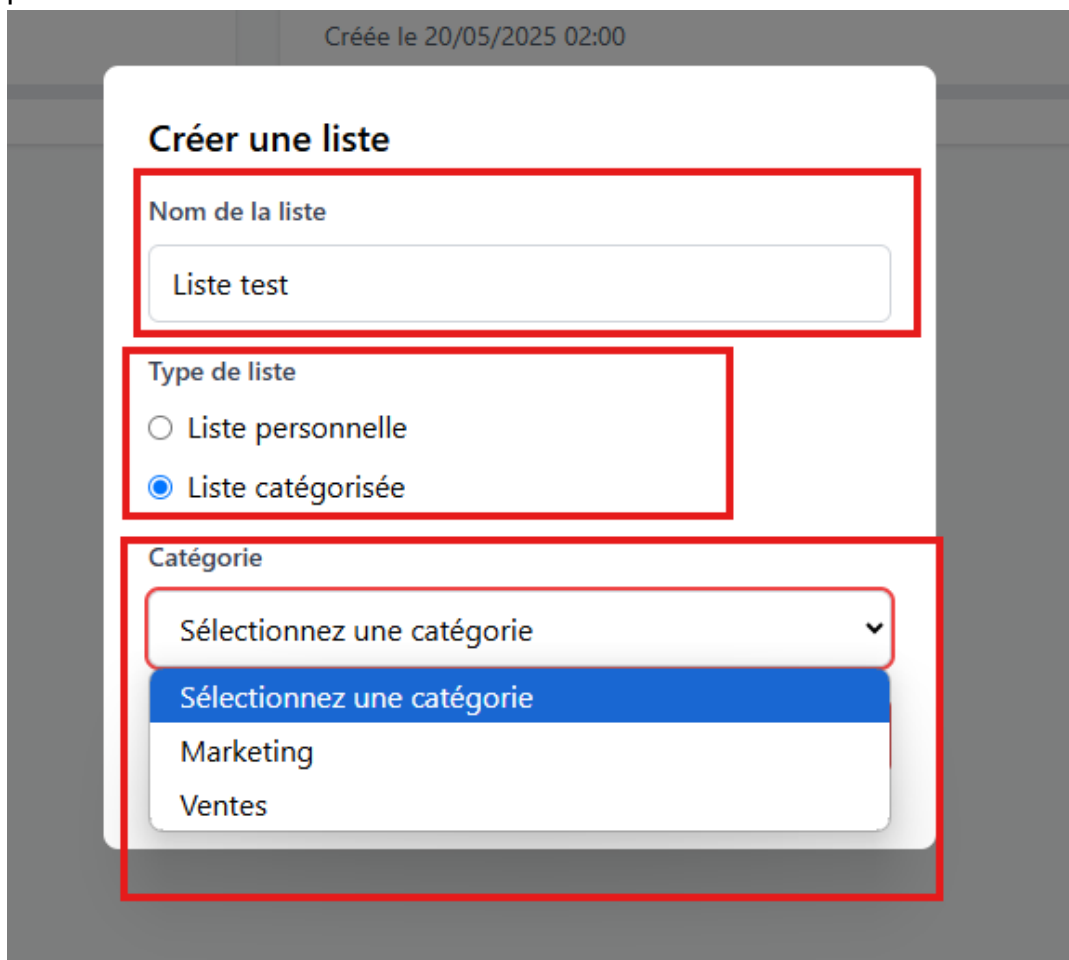 Créée le 20/05/2025 02:00
Créer une liste
Nom de la liste
Liste test
Type de liste
Liste personnelle
Liste catégorisée
Catégorie
Sélectionnez une catégorie
Sélectionnez une catégorie
Marketing
Ventes